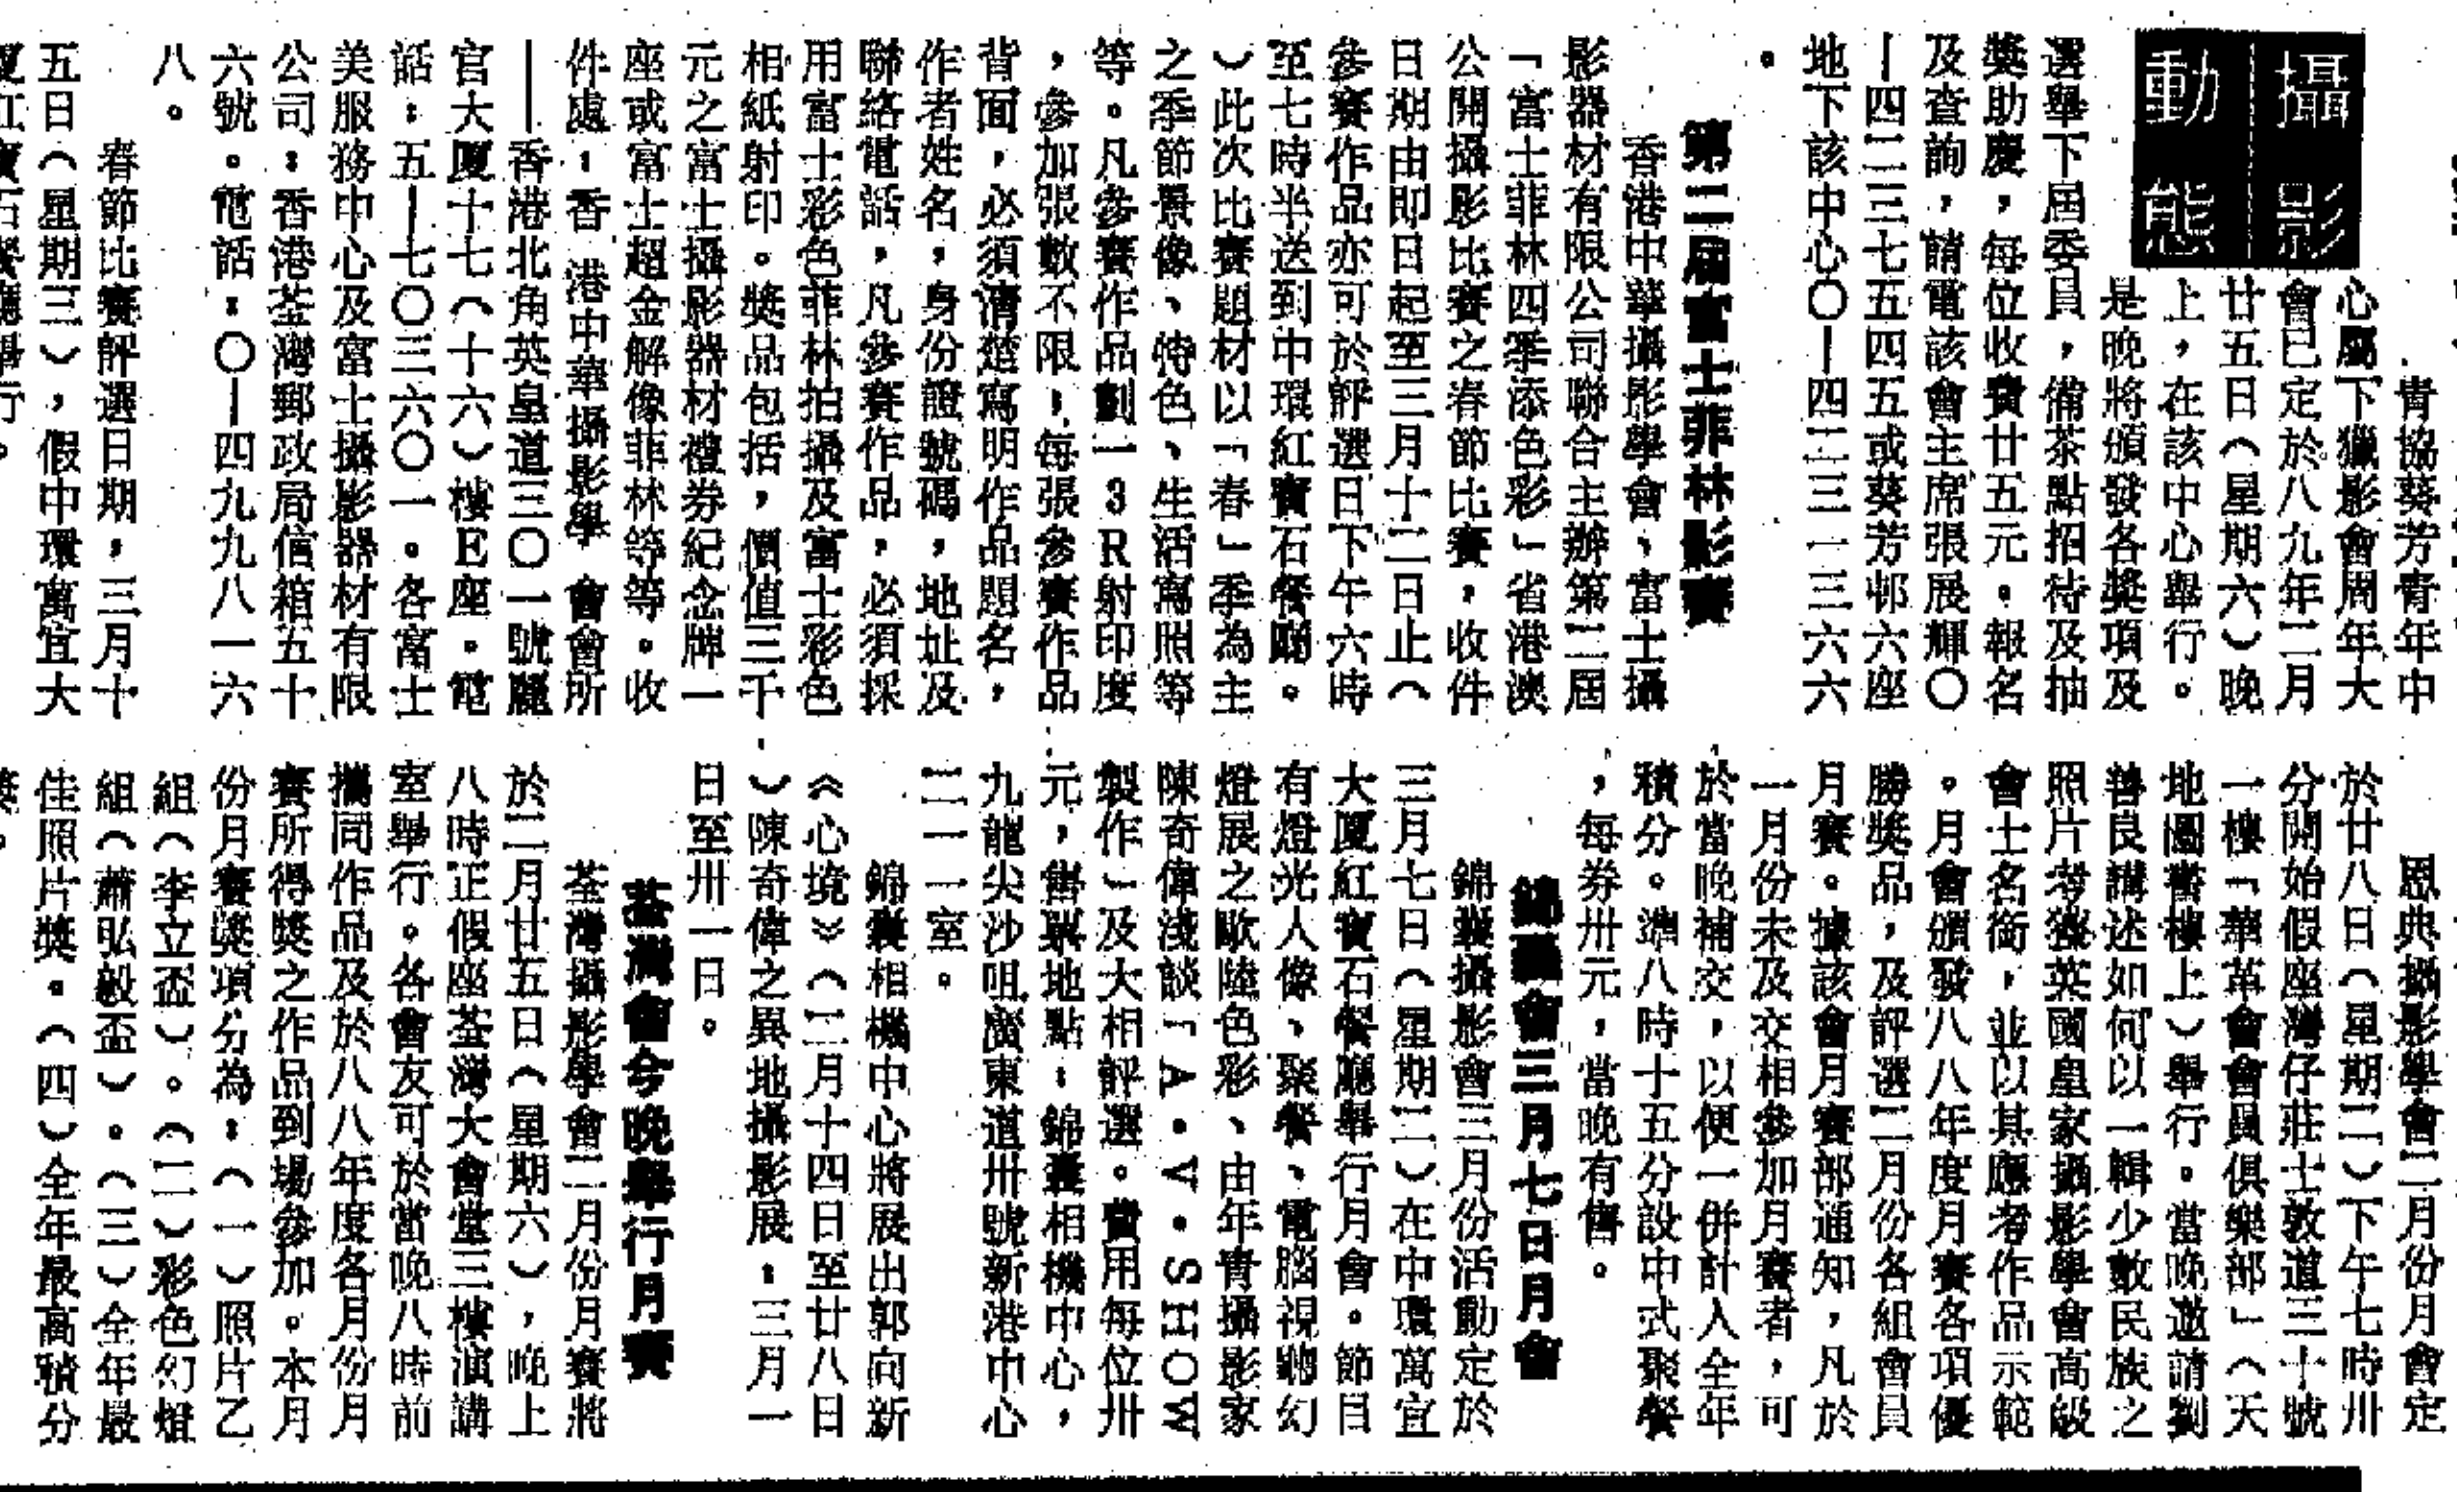 攝影
動態
青協葵芳青年中
心屬下獵影會周年大
會已定於八九年二月
廿五日（星期六）晚
上，在該中心舉行。
是晚將頒發各獎項及
選舉下屆委員，備茶點招待及抽
獎助慶，每位收費廿五元。報名
及查詢，請電該會主席張展輝〇
—四二三七五四五或葵芳邨六座
地下該中心〇—四二三一三六六
。
第二屆富士菲林影賽
香港中華攝影學會、富士攝
影器材有限公司聯合主辦第二屆
「富士菲林四季添色彩」省港澳
公開攝影比賽之春節比賽，收件
日期由即日起至三月十二日止（
參賽作品亦可於評選日下午六時
至七時半送到中環紅寶石餐廳。
）此次比賽題材以「春」季為主
之季節景像、特色、生活寫照等
等。凡參賽作品劃一3R射印度
，參加張數不限，每張參賽作品
背面，必須清楚寫明作品題名，
作者姓名，身份證號碼，地址及
聯絡電話，凡參賽作品，必須採
用富士彩色菲林拍攝及富士彩色
相紙射印。獎品包括，價值三千
元之富士攝影器材禮券紀念牌一
座或富士超金解像菲林等等。收
件處：香港中華攝影學會會所
——香港北角英皇道三〇一號麗
官大廈十七（十六）樓E座。電
話：五—七〇三六〇一。各富士
美服務中心及富士攝影器材有限
公司：香港荃灣郵政局信箱五十
六號。電話：〇—四九九八一六
八。
春節比賽評選日期，三月十
五日（星期三），假中環萬宜大
廈紅寶石餐廳舉行。
恩典攝影學會二月份月會定
於廿八日（星期二）下午七時卅
分開始假座灣仔莊士敦道三十號
一樓「華革會會員俱樂部」（天
地圖書樓上）舉行。當晚邀請劉
善良講述如何以一輯少數民族之
照片考獲英國皇家攝影學會高級
會士名銜，並以其應考作品示範
。月會頒發八八年度月賽各項優
勝獎品，及評選二月份各組會員
月賽。據該會月賽部通知，凡於
一月份未及交相參加月賽者，可
於當晚補交，以便一併計入全年
積分。準八時十五分設中式聚餐
，每券卅元，當晚有售。
錦囊會三月七日月會
錦囊攝影會三月份活動定於
三月七日（星期二）在中環萬宜
大廈紅寶石餐廳舉行月會。節目
有燈光人像、聚餐、電腦視聽幻
燈展之歐陸色彩、由年青攝影家
陳奇偉淺談「A·V·SHOW
製作」及大相評選。費用每位卅
元，售票地點：錦囊相機中心，
九龍尖沙咀廣東道卅號新港中心
二一一室。
錦囊相機中心將展出郭向新
《心境》（二月十四日至廿八日
）陳奇偉之異地攝影展，三月一
日至卅一日。
荃灣會今晚舉行月賽
荃灣攝影學會二月份月賽將
於二月廿五日（星期六），晚上
八時正假座荃灣大會堂三樓演講
室舉行。各會友可於當晚八時前
攜同作品及於八八年度各月份月
賽所得獎之作品到場參加。本月
份月賽獎項分為：（一）照片乙
組（李立盃）。（二）彩色幻燈
組（蕭弘毅盃）。（三）全年最
佳照片獎。（四）全年最高積分
獎。